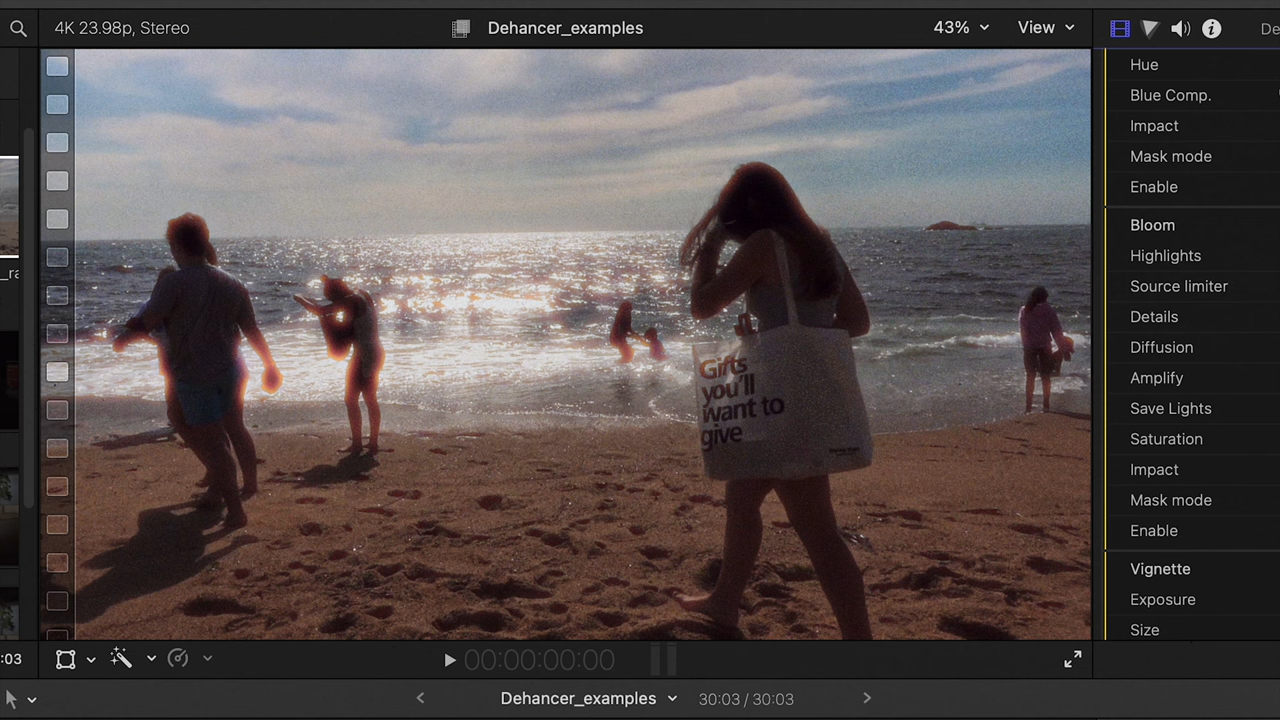 4K 23.98p, Stereo
Dehancer_examples
43%
View
De
Hue
Blue Comp.
Impact
Mask mode
Enable
Bloom
Highlights
Source limiter
Details
Diffusion
Amplify
Save Lights
Saturation
Impact
Mask mode
Enable
Vignette
Exposure
Size
_ra
Gifts
you'll
want to
give
:03
00:00:00:00
Dehancer_examples
30:03 / 30:03